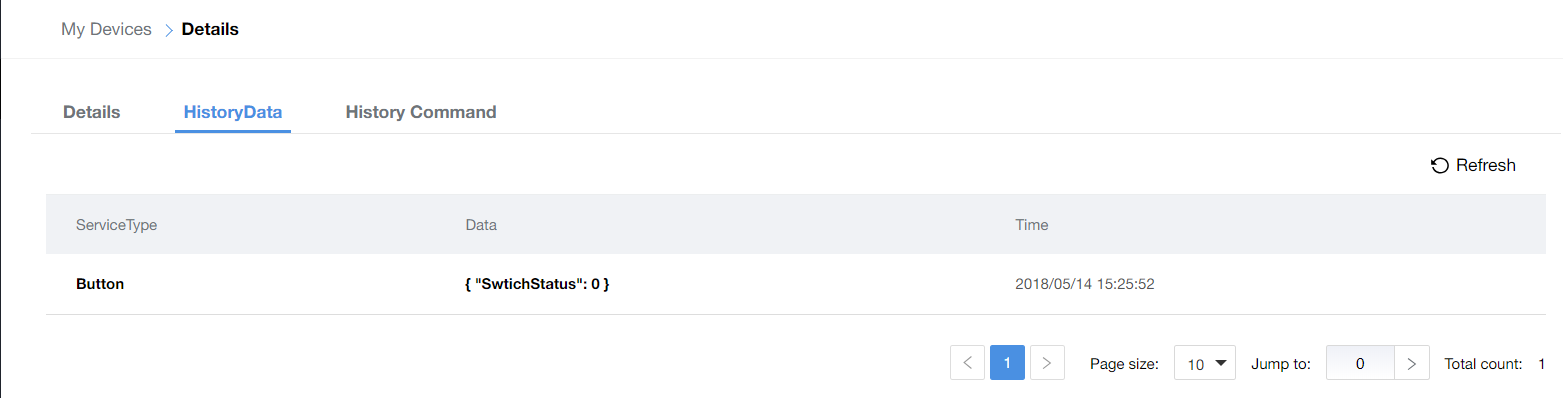 My Devices > Details
Details HistoryData History Command
Refresh
ServiceType Data Time
Button { "SwtichStatus": 0 } 2018/05/14 15:25:52
< 1 > Page size: 10 Jump to: 0 > Total count: 1